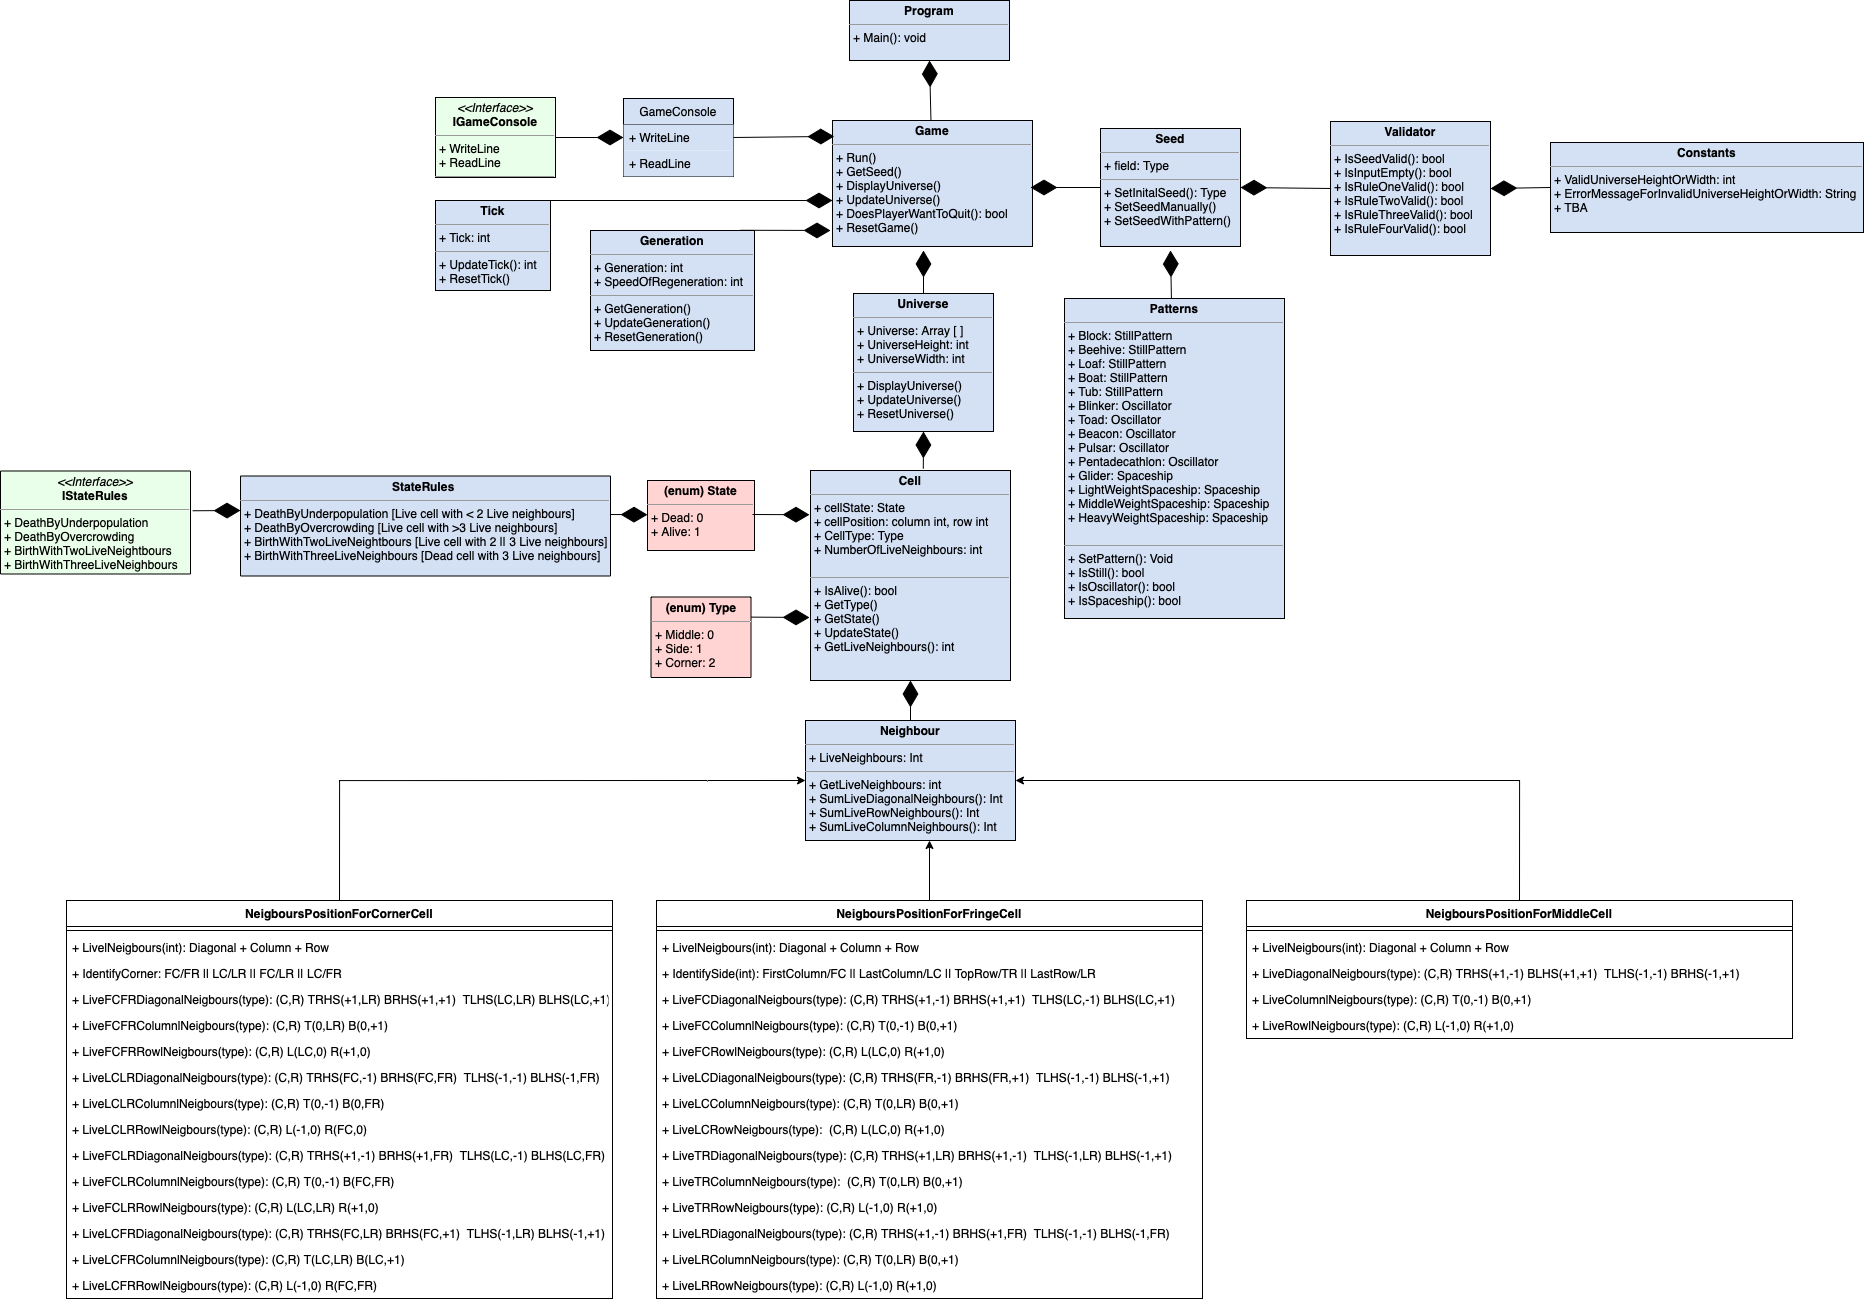 Program
+ Main(): void
<<Interface>>
IGameConsole
+ WriteLine
+ ReadLine
GameConsole
+ WriteLine
+ ReadLine
Game
+ Run()
+ GetSeed()
+ DisplayUniverse()
+ UpdateUniverse()
+ DoesPlayerWantToQuit(): bool
+ ResetGame()
Seed
+ field: Type
+ SetInitalSeed(): Type
+ SetSeedManually()
+ SetSeedWithPattern()
Validator
+ IsSeedValid(): bool
+ IsInputEmpty(): bool
+ IsRuleOneValid(): bool
+ IsRuleTwoValid(): bool
+ IsRuleThreeValid(): bool
+ IsRuleFourValid(): bool
Constants
+ ValidUniverseHeightOrWidth: int
+ ErrorMessageForInvalidUniverseHeightOrWidth: String
+ TBA
Tick
+ Tick: int
+ UpdateTick(): int
+ ResetTick()
Generation
+ Generation: int
+ SpeedOfRegeneration: int
+ GetGeneration()
+ UpdateGeneration()
+ ResetGeneration()
Universe
+ Universe: Array [ ]
+ UniverseHeight: int
+ UniverseWidth: int
+ DisplayUniverse()
+ UpdateUniverse()
+ ResetUniverse()
Patterns
+ Block: StillPattern
+ Beehive: StillPattern
+ Loaf: StillPattern
+ Boat: StillPattern
+ Tub: StillPattern
+ Blinker: Oscillator
+ Toad: Oscillator
+ Beacon: Oscillator
+ Pulsar: Oscillator
+ Pentadecathlon: Oscillator
+ Glider: Spaceship
+ LightWeightSpaceship: Spaceship
+ MiddleWeightSpaceship: Spaceship
+ HeavyWeightSpaceship: Spaceship
+ SetPattern(): Void
+ IsStill(): bool
+ IsOscillator(): bool
+ IsSpaceship(): bool
<<Interface>>
IStateRules
+ DeathByUnderpopulation
+ DeathByOvercrowding
+ BirthWithTwoLiveNeightbours
+ BirthWithThreeLiveNeighbours
StateRules
+ DeathByUnderpopulation [Live cell with < 2 Live neighbours]
+ DeathByOvercrowding [Live cell with >3 Live neighbours]
+ BirthWithTwoLiveNeightbours [Live cell with 2 || 3 Live neighbours]
+ BirthWithThreeLiveNeighbours [Dead cell with 3 Live neighbours]
(enum) State
+ Dead: 0
+ Alive: 1
Cell
+ cellState: State
+ cellPosition: column int, row int
+ CellType: Type
+ NumberOfLiveNeighbours: int
+ IsAlive(): bool
+ GetType()
+ GetState()
+ UpdateState()
+ GetLiveNeighbours(): int
(enum) Type
+ Middle: 0
+ Side: 1
+ Corner: 2
Neighbour
+ LiveNeighbours: Int
+ GetLiveNeighbours: int
+ SumLiveDiagonalNeighbours(): Int
+ SumLiveRowNeighbours(): Int
+ SumLiveColumnNeighbours(): Int
NeigboursPositionForCornerCell
+ LivelNeigbours(int): Diagonal + Column + Row
+ IdentifyCorner: FC/FR || LC/LR || FC/LR || LC/FR
+ LiveFCFRDiagonalNeigbours(type): (C,R) TRHS(+1,LR) BRHS(+1,+1) TLHS(LC,LR) BLHS(LC,+1)
+ LiveFCFRColumnlNeigbours(type): (C,R) T(0,LR) B(0,+1)
+ LiveFCFRRowlNeigbours(type): (C,R) L(LC,0) R(+1,0)
+ LiveLCLRDiagonalNeigbours(type): (C,R) TRHS(FC,-1) BRHS(FC,FR) TLHS(-1,-1) BLHS(-1,FR)
+ LiveLCLRColumnlNeigbours(type): (C,R) T(0,-1) B(0,FR)
+ LiveLCLRRowlNeigbours(type): (C,R) L(-1,0) R(FC,0)
+ LiveFCLRDiagonalNeigbours(type): (C,R) TRHS(+1,-1) BRHS(+1,FR) TLHS(LC,-1) BLHS(LC,FR)
+ LiveFCLRColumnlNeigbours(type): (C,R) T(0,-1) B(FC,FR)
+ LiveFCLRRowlNeigbours(type): (C,R) L(LC,LR) R(+1,0)
+ LiveLCFRDiagonalNeigbours(type): (C,R) TRHS(FC,LR) BRHS(FC,+1) TLHS(-1,LR) BLHS(-1,+1)
+ LiveLCFRColumnlNeigbours(type): (C,R) T(LC,LR) B(LC,+1)
+ LiveLCFRRowlNeigbours(type): (C,R) L(-1,0) R(FC,FR)
NeigboursPositionForFringeCell
+ LivelNeigbours(int): Diagonal + Column + Row
+ IdentifySide(int): FirstColumn/FC || LastColumn/LC || TopRow/TR || LastRow/LR
+ LiveFCDiagonalNeigbours(type): (C,R) TRHS(+1,-1) BRHS(+1,+1) TLHS(LC,-1) BLHS(LC,+1)
+ LiveFCColumnlNeigbours(type): (C,R) T(0,-1) B(0,+1)
+ LiveFCRowlNeigbours(type): (C,R) L(LC,0) R(+1,0)
+ LiveLCDiagonalNeigbours(type): (C,R) TRHS(FR,-1) BRHS(FR,+1) TLHS(-1,-1) BLHS(-1,+1)
+ LiveLCColumnNeigbours(type): (C,R) T(0,LR) B(0,+1)
+ LiveLCRowNeigbours(type): (C,R) L(LC,0) R(+1,0)
+ LiveTRDiagonalNeigbours(type): (C,R) TRHS(+1,LR) BRHS(+1,-1) TLHS(-1,LR) BLHS(-1,+1)
+ LiveTRColumnNeigbours(type): (C,R) T(0,LR) B(0,+1)
+ LiveTRRowNeigbours(type): (C,R) L(-1,0) R(+1,0)
+ LiveLRDiagonalNeigbours(type): (C,R) TRHS(+1,-1) BRHS(+1,FR) TLHS(-1,-1) BLHS(-1,FR)
+ LiveLRColumnNeigbours(type): (C,R) T(0,LR) B(0,+1)
+ LiveLRRowNeigbours(type): (C,R) L(-1,0) R(+1,0)
NeigboursPositionForMiddleCell
+ LivelNeigbours(int): Diagonal + Column + Row
+ LiveDiagonalNeigbours(type): (C,R) TRHS(+1,-1) BLHS(+1,+1) TLHS(-1,-1) BRHS(-1,+1)
+ LiveColumnlNeigbours(type): (C,R) T(0,-1) B(0,+1)
+ LiveRowlNeigbours(type): (C,R) L(-1,0) R(+1,0)